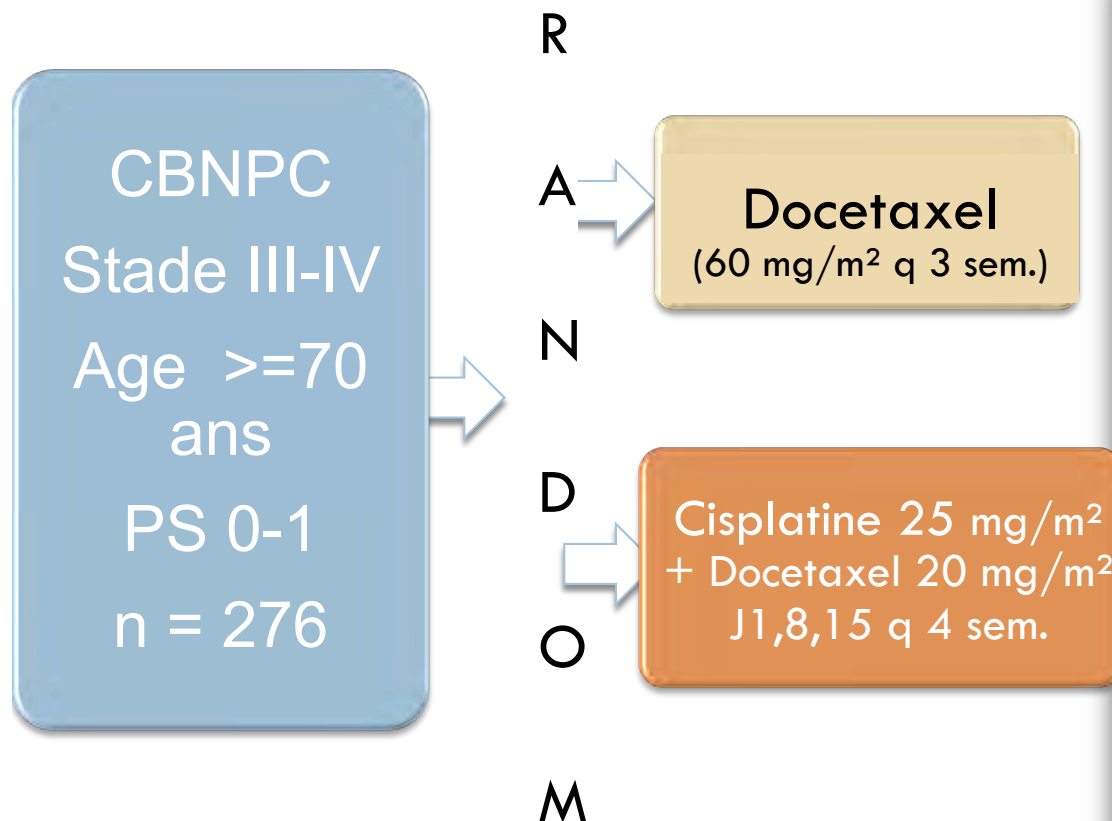 CBNPC
Stade III-IV
Age >=70
ans
PS 0-1
n = 276
R
A
N
D
O
M
Docetaxel
(60 mg/m² q 3 sem.)
Cisplatine 25 mg/m²
+ Docetaxel 20 mg/m²
J1,8,15 q 4 sem.